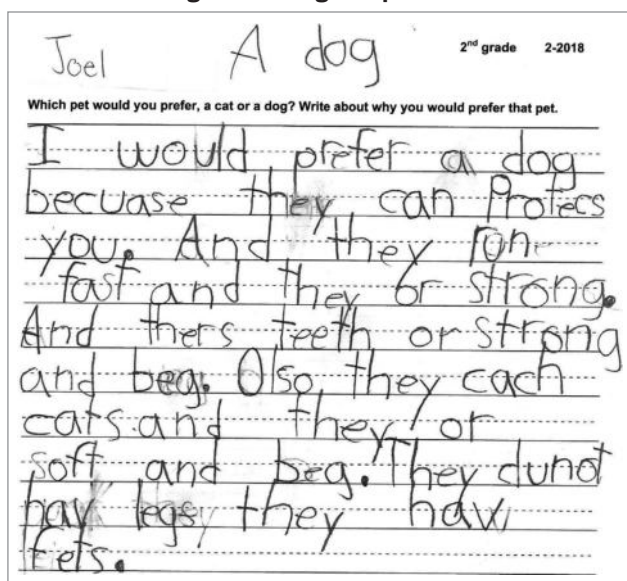 Joel A dog 2nd grade 2-2018
Which pet would you prefer, a cat or a dog? Write about why you would prefer that pet.
I would prefer a dog
becuase they can Protecs
you. And they run
fast and they or strong.
And thers teeth or strong
and beg. Olso they cach
cats and they or
soft and beg. They dunot
hav legs they hav
feets.